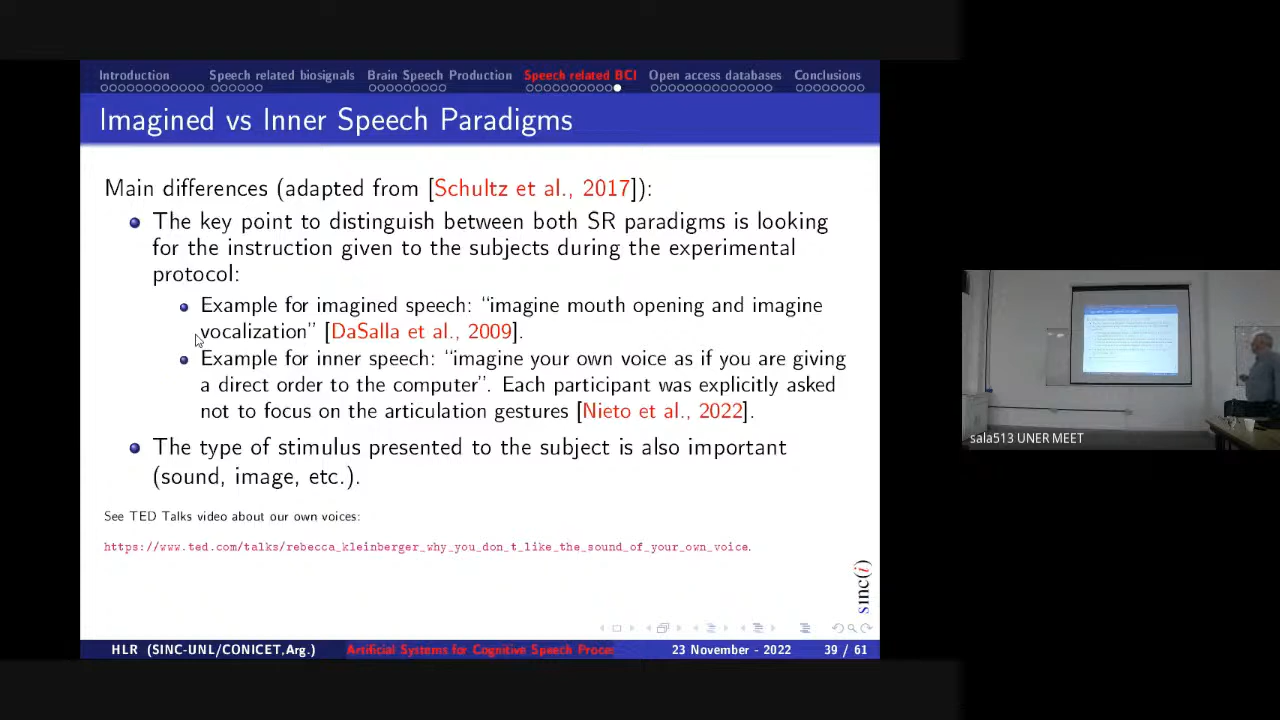 Introduction Speech related biosignals Brain Speech Production Speech related BCI Open access databases Conclusions
Imagined vs Inner Speech Paradigms
Main differences (adapted from [Schultz et al., 2017]):
The key point to distinguish between both SR paradigms is looking
for the instruction given to the subjects during the experimental
protocol:
Example for imagined speech: “imagine mouth opening and imagine
vocalization” [DaSalla et al., 2009].
Example for inner speech: “imagine your own voice as if you are giving
a direct order to the computer”. Each participant was explicitly asked
not to focus on the articulation gestures [Nieto et al., 2022].
The type of stimulus presented to the subject is also important
(sound, image, etc.).
See TED Talks video about our own voices:
https://www.ted.com/talks/rebecca_kleinberger_why_you_don_t_like_the_sound_of_your_own_voice.
sinc(i)
HLR (SINC-UNL/CONICET,Arg.) Artificial Systems for Cognitive Speech Proce 23 November - 2022 39 / 61
sala513 UNER MEET